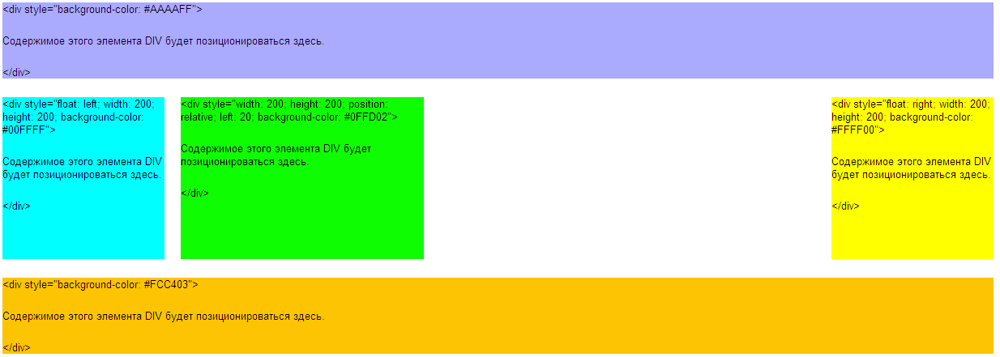 <div style="background-color: #AAAAFF">
Содержимое этого элемента DIV будет позиционироваться здесь.
</div>
<div style="float: left; width: 200;
height: 200; background-color:
#00FFFF">
Содержимое этого элемента DIV
будет позиционироваться здесь.
</div>
<div style="width: 200; height: 200; position:
relative; left: 20; background-color: #0FFD02">
Содержимое этого элемента DIV будет
позиционироваться здесь.
</div>
<div style="float: right; width: 200;
height: 200; background-color:
#FFFF00">
Содержимое этого элемента DIV
будет позиционироваться здесь.
</div>
<div style="background-color: #FCC403">
Содержимое этого элемента DIV будет позиционироваться здесь.
</div>